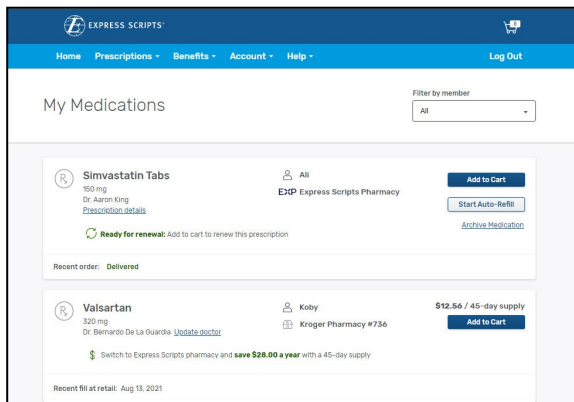 EXPRESS SCRIPTS®
0
Home Prescriptions Benefits Account Help Log Out
My Medications
Filter by member
All
Simvastatin Tabs
150 mg
Dr. Aaron King
Prescription details
Ready for renewal: Add to cart to renew this prescription
Ali
EXP Express Scripts Pharmacy
Add to Cart
Start Auto-Refill
Archive Medication
Recent order: Delivered
Valsartan
320 mg
Dr. Bernardo De La Guardia Update doctor
Koby
Kroger Pharmacy #736
$12.56 / 45-day supply
Add to Cart
$ Switch to Express Scripts pharmacy and save $28.00 a year with a 45-day supply
Recent fill at retail: Aug 13, 2021